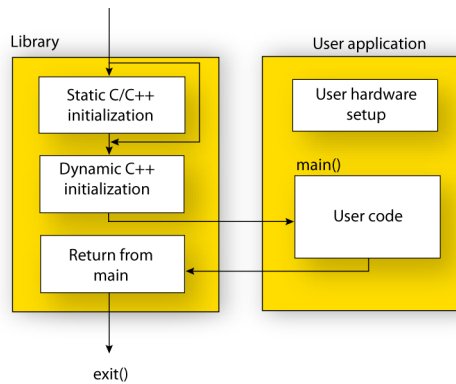 Library
User application
Static C/C++
initialization
User hardware
setup
Dynamic C++
initialization
main()
User code
Return from
main
exit()